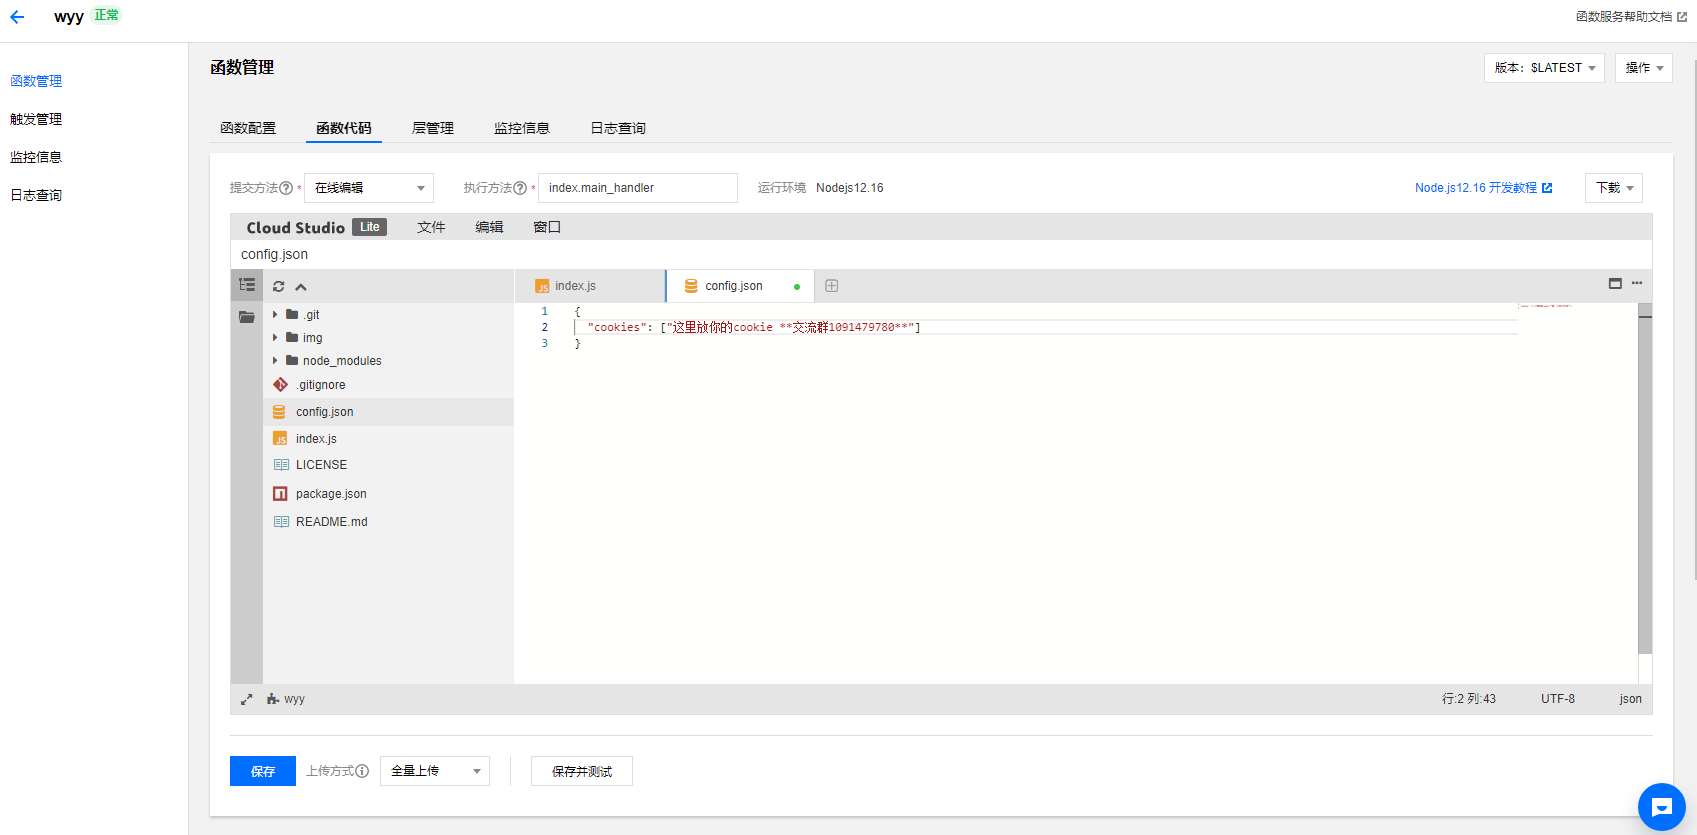 wyy 正常
函数服务帮助文档
函数管理
触发管理
监控信息
日志查询
函数管理
版本：$LATEST
操作
函数配置 函数代码 层管理 监控信息 日志查询
提交方法 * 在线编辑 执行方法 * index.main_handler 运行环境 Nodejs12.16
Node.js12.16 开发教程
下载
Cloud Studio Lite 文件 编辑 窗口
config.json
index.js config.json
.git
img
node_modules
.gitignore
config.json
index.js
LICENSE
package.json
README.md
1 {
2 "cookies": ["这里放你的cookie **交流群1091479780**"]
3 }
wyy
行:2 列:43 UTF-8 json
保存 上传方式 全量上传 保存并测试